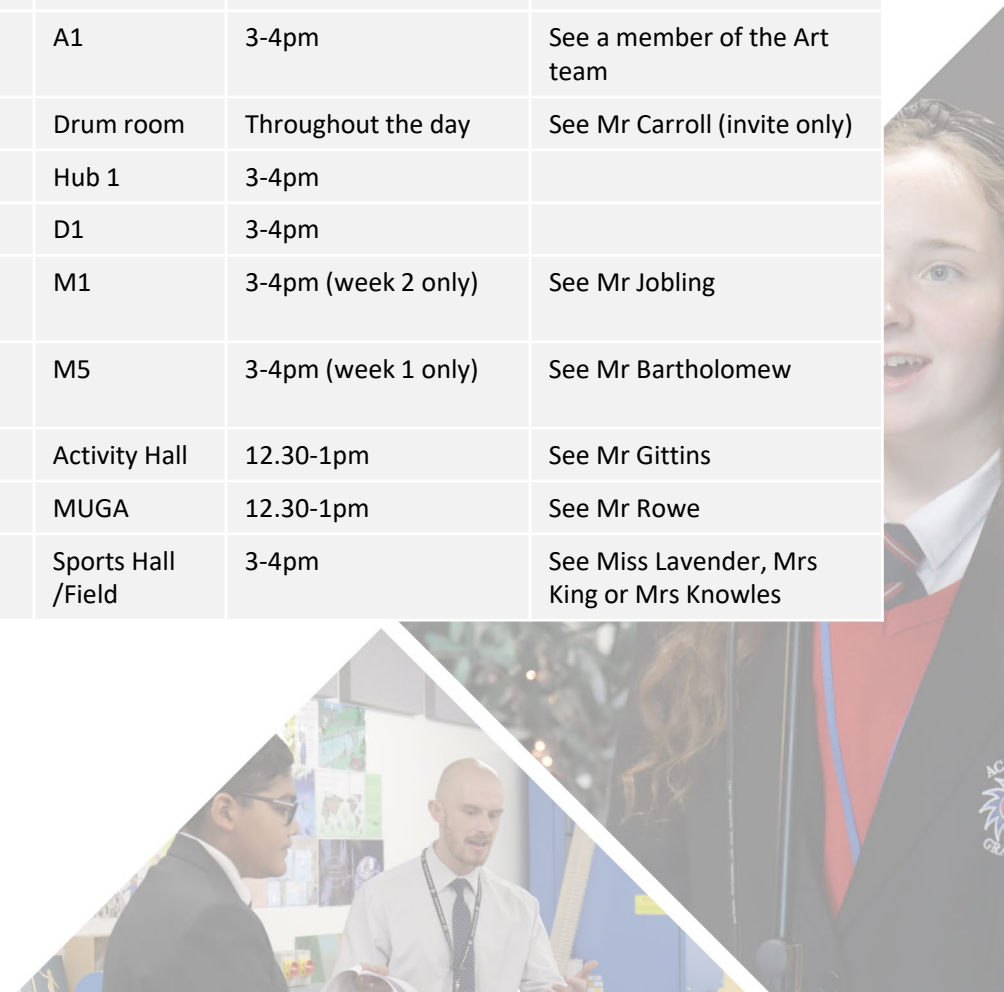 A1 3-4pm See a member of the Art
team
Drum room Throughout the day See Mr Carroll (invite only)
Hub 1 3-4pm
D1 3-4pm
M1 3-4pm (week 2 only) See Mr Jobling
M5 3-4pm (week 1 only) See Mr Bartholomew
Activity Hall 12.30-1pm See Mr Gittins
MUGA 12.30-1pm See Mr Rowe
Sports Hall 3-4pm See Miss Lavender, Mrs
/Field King or Mrs Knowles